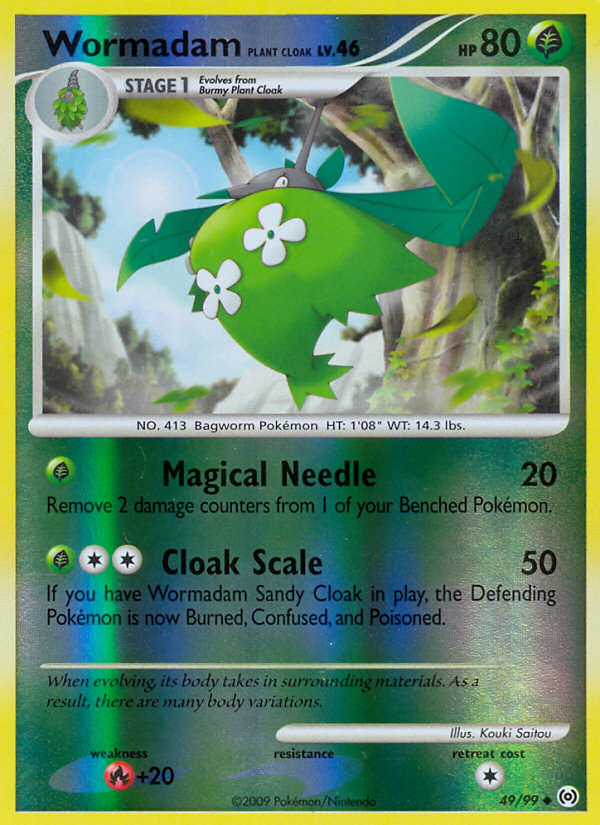 Wormadam PLANT CLOAK LV.46 HP 80
STAGE 1 Evolves from
Burmy Plant Cloak
NO. 413 Bagworm Pokémon HT: 1'08" WT: 14.3 lbs.
Magical Needle 20
Remove 2 damage counters from 1 of your Benched Pokémon.
Cloak Scale 50
If you have Wormadam Sandy Cloak in play, the Defending
Pokémon is now Burned, Confused, and Poisoned.
When evolving, its body takes in surrounding materials. As a
result, there are many body variations.
Illus. Kouki Saitou
weakness resistance retreat cost
+20
©2009 Pokémon/Nintendo 49/99